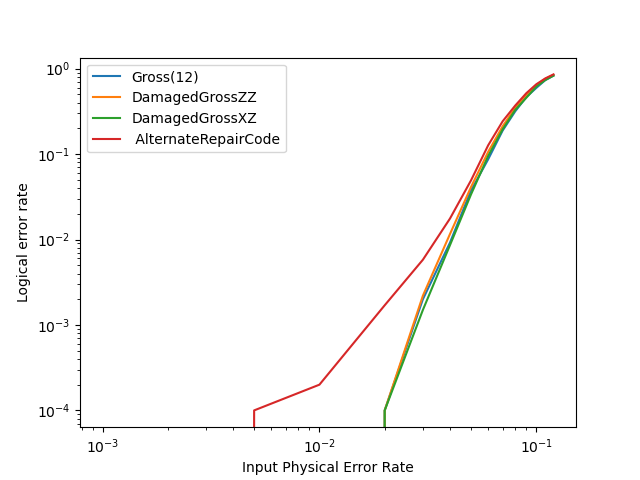 Gross(12)
DamagedGrossZZ
DamagedGrossXZ
AlternateRepairCode
Logical error rate
10⁰
10⁻¹
10⁻²
10⁻³
10⁻⁴
10⁻³
10⁻²
10⁻¹
Input Physical Error Rate